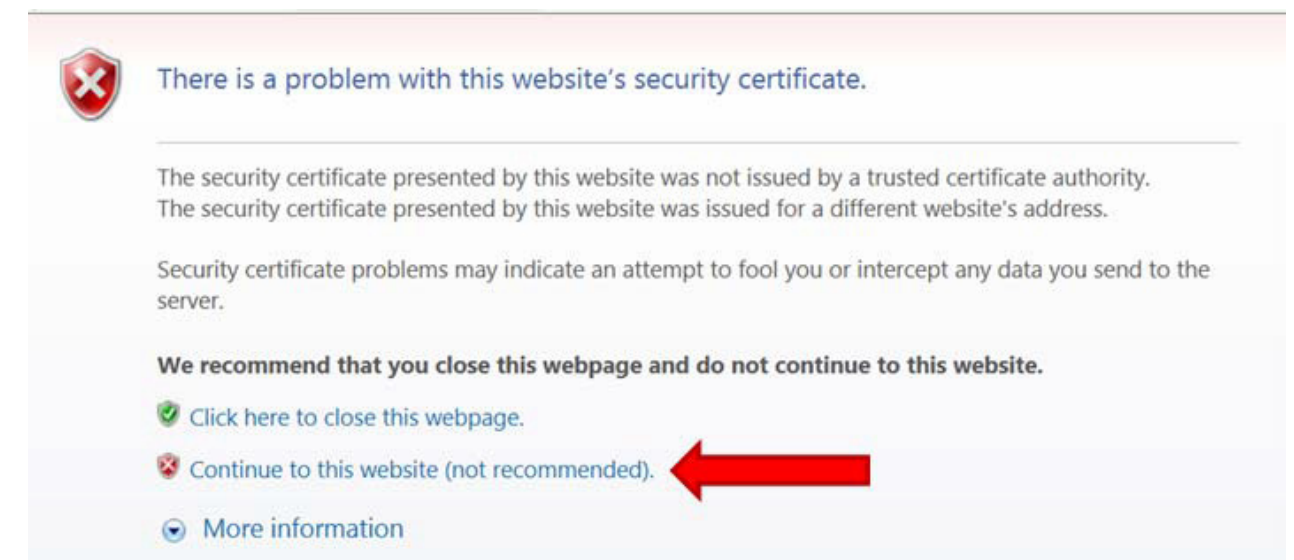 There is a problem with this website's security certificate.
The security certificate presented by this website was not issued by a trusted certificate authority.
The security certificate presented by this website was issued for a different website's address.
Security certificate problems may indicate an attempt to fool you or intercept any data you send to the
server.
We recommend that you close this webpage and do not continue to this website.
Click here to close this webpage.
Continue to this website (not recommended).
More information